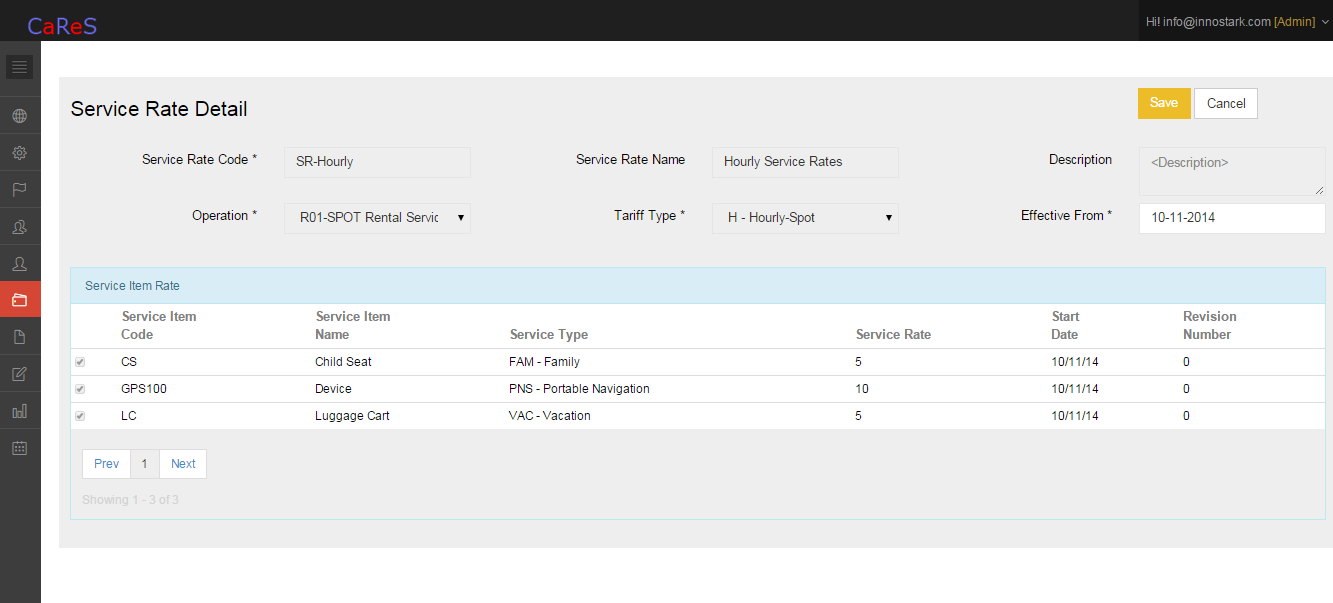 CaReS
Hi! info@innostark.com [Admin]
Service Rate Detail
Save
Cancel
Service Rate Code *
SR-Hourly
Service Rate Name
Hourly Service Rates
Description
<Description>
Operation *
R01-SPOT Rental Servic
Tariff Type *
H - Hourly-Spot
Effective From *
10-11-2014
Service Item Rate
Service Item Code
Service Item Name
Service Type
Service Rate
Start Date
Revision Number
CS Child Seat FAM - Family 5 10/11/14 0
GPS100 Device PNS - Portable Navigation 10 10/11/14 0
LC Luggage Cart VAC - Vacation 5 10/11/14 0
Prev 1 Next
Showing 1 - 3 of 3